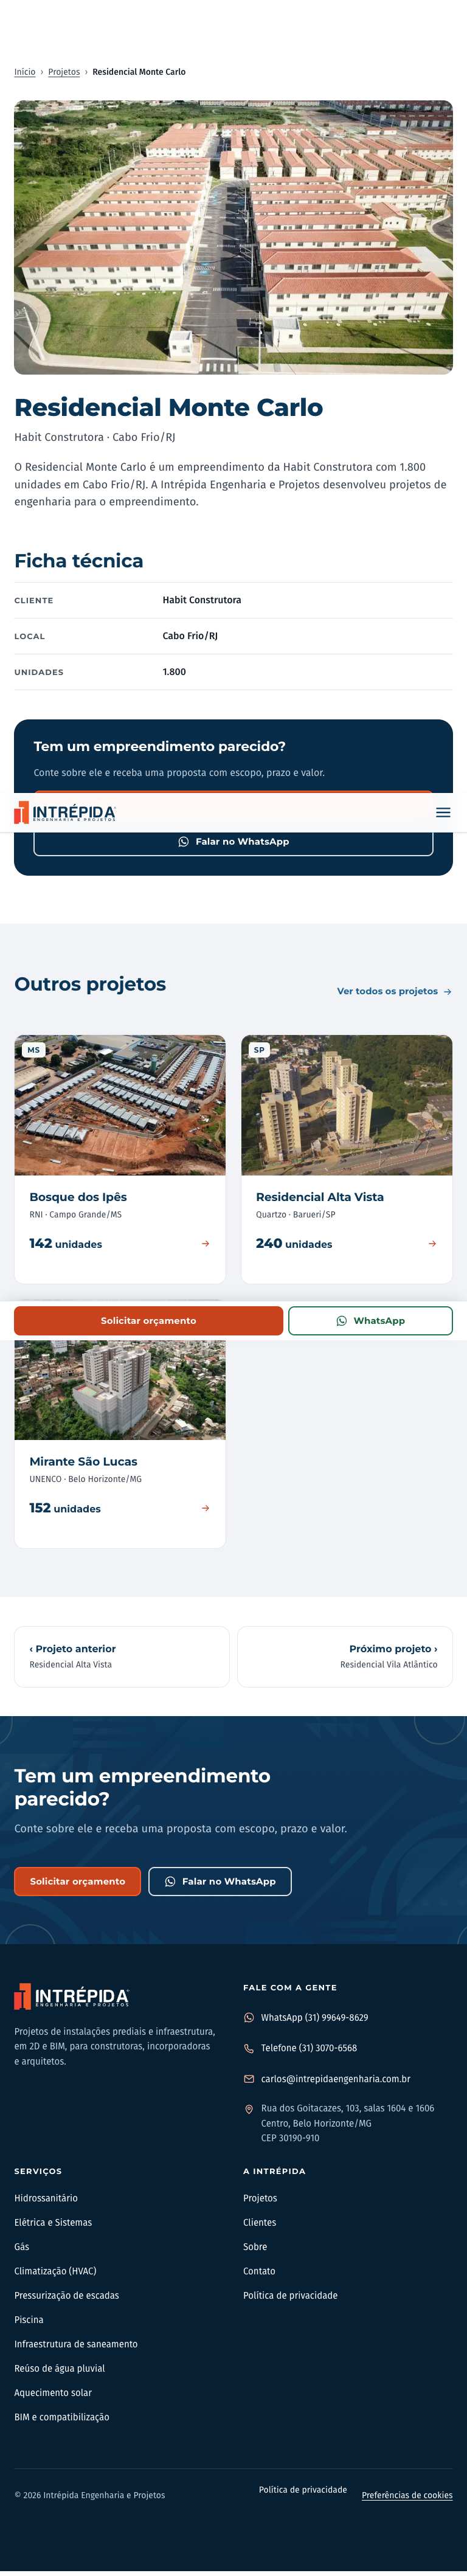 Início › Projetos › Residencial Monte Carlo
Residencial Monte Carlo
Habit Construtora · Cabo Frio/RJ
O Residencial Monte Carlo é um empreendimento da Habit Construtora com 1.800
unidades em Cabo Frio/RJ. A Intrépida Engenharia e Projetos desenvolveu projetos de
engenharia para o empreendimento.
Ficha técnica
CLIENTE Habit Construtora
LOCAL Cabo Frio/RJ
UNIDADES 1.800
Tem um empreendimento parecido?
Conte sobre ele e receba uma proposta com escopo, prazo e valor.
INTRÉPIDA
ENGENHARIA E PROJETOS
Falar no WhatsApp
Outros projetos
Ver todos os projetos →
MS
Bosque dos Ipês
RNI · Campo Grande/MS
142 unidades →
SP
Residencial Alta Vista
Quartzo · Barueri/SP
240 unidades →
Solicitar orçamento
WhatsApp
Mirante São Lucas
UNENCO · Belo Horizonte/MG
152 unidades →
‹ Projeto anterior
Residencial Alta Vista
Próximo projeto ›
Residencial Vila Atlântico
Tem um empreendimento
parecido?
Conte sobre ele e receba uma proposta com escopo, prazo e valor.
Solicitar orçamento
Falar no WhatsApp
INTRÉPIDA
ENGENHARIA E PROJETOS
Projetos de instalações prediais e infraestrutura,
em 2D e BIM, para construtoras, incorporadoras
e arquitetos.
FALE COM A GENTE
WhatsApp (31) 99649-8629
Telefone (31) 3070-6568
carlos@intrepidaengenharia.com.br
Rua dos Goitacazes, 103, salas 1604 e 1606
Centro, Belo Horizonte/MG
CEP 30190-910
SERVIÇOS
Hidrossanitário
Elétrica e Sistemas
Gás
Climatização (HVAC)
Pressurização de escadas
Piscina
Infraestrutura de saneamento
Reúso de água pluvial
Aquecimento solar
BIM e compatibilização
A INTRÉPIDA
Projetos
Clientes
Sobre
Contato
Política de privacidade
© 2026 Intrépida Engenharia e Projetos
Política de privacidade
Preferências de cookies